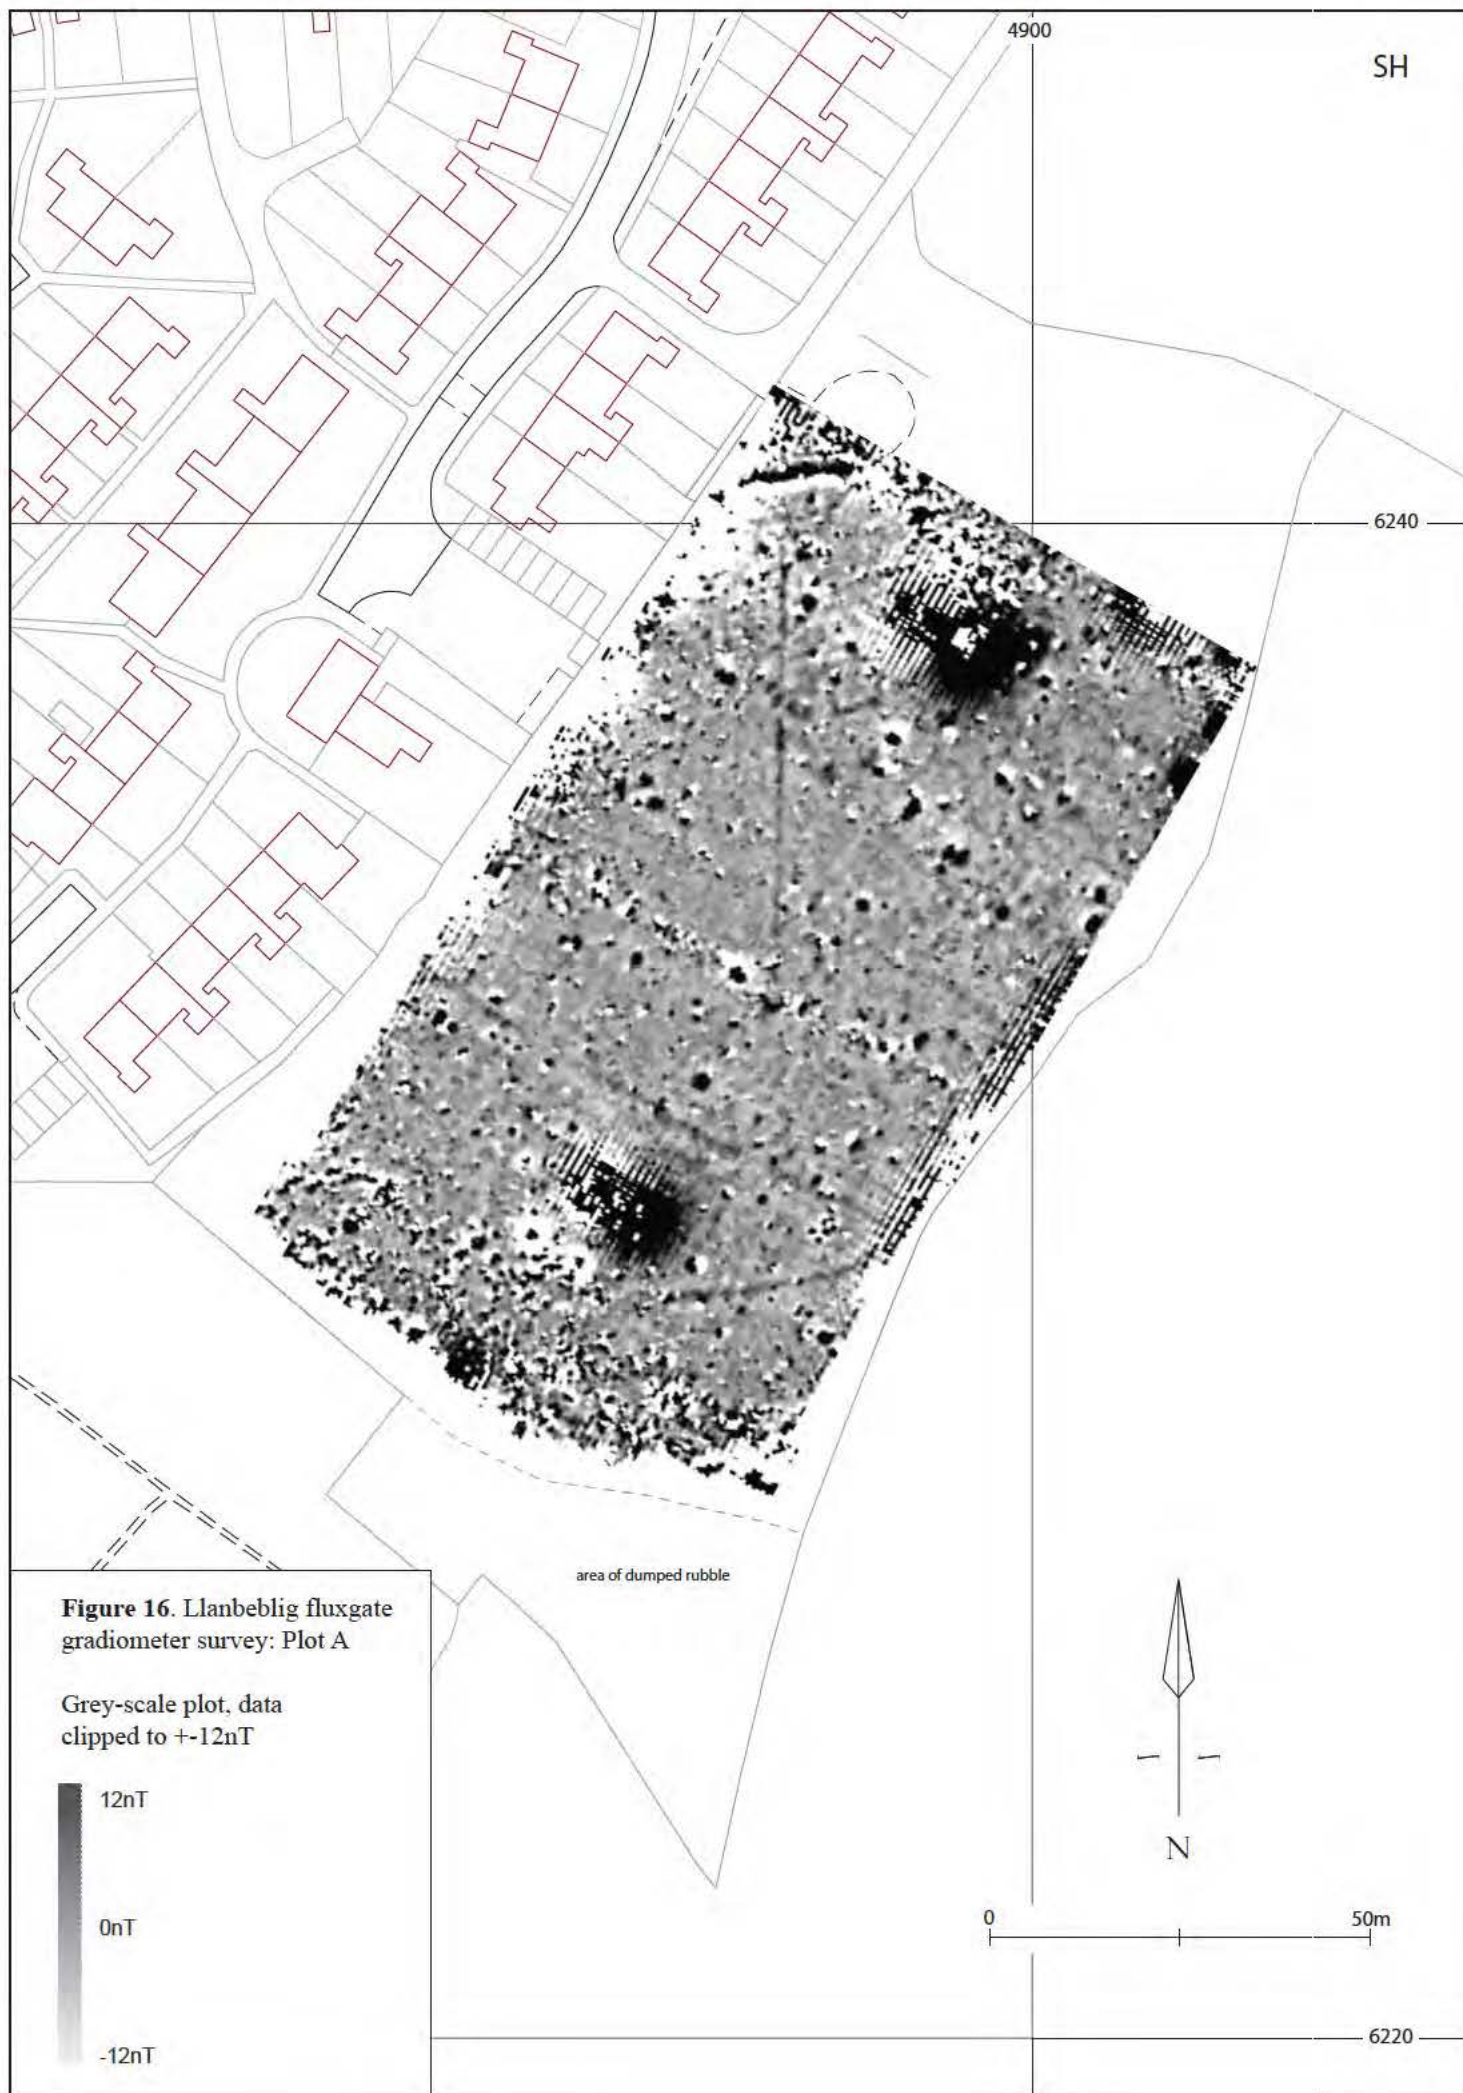 4900
SH
6240
area of dumped rubble
Figure 16. Llanbeblig fluxgate
gradiometer survey: Plot A
Grey-scale plot, data
clipped to +-12nT
12nT
0nT
-12nT
N
0
50m
6220